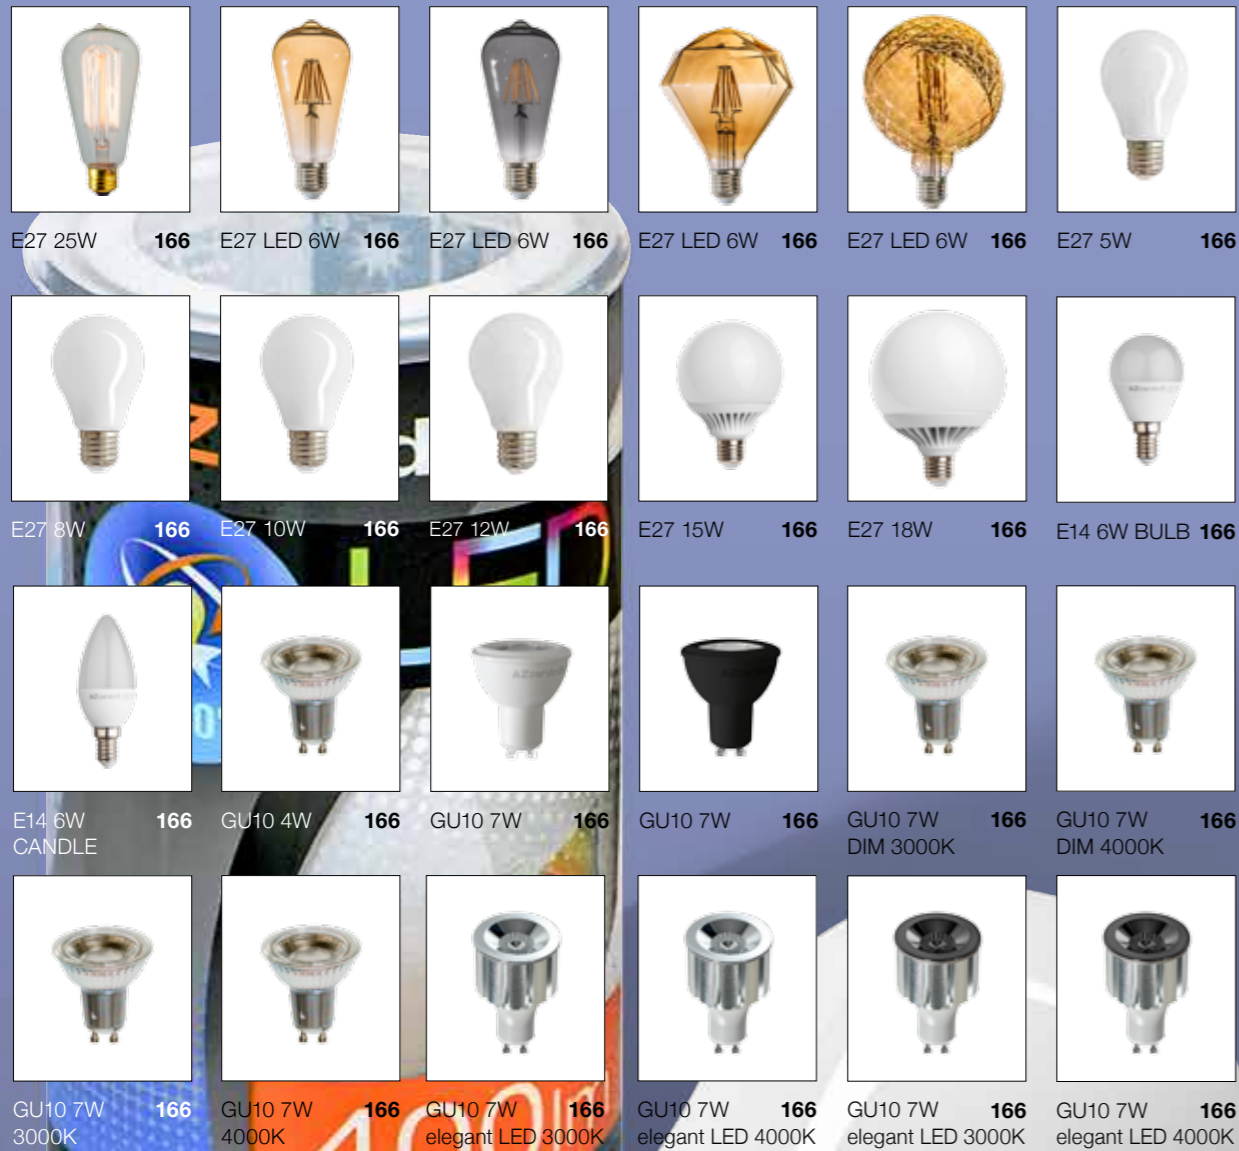 E27 25W 166 E27 LED 6W 166 E27 LED 6W 166 E27 LED 6W 166 E27 LED 6W 166 E27 5W 166
E27 8W 166 E27 10W 166 E27 12W 166 E27 15W 166 E27 18W 166 E14 6W BULB 166
E14 6W 166 GU10 4W 166 GU10 7W 166 GU10 7W 166 GU10 7W 166 GU10 7W 166
CANDLE DIM 3000K DIM 4000K
GU10 7W 166 GU10 7W 166 GU10 7W 166 GU10 7W 166 GU10 7W 166 GU10 7W 166
3000K 4000K elegant LED 3000K elegant LED 4000K elegant LED 3000K elegant LED 4000K